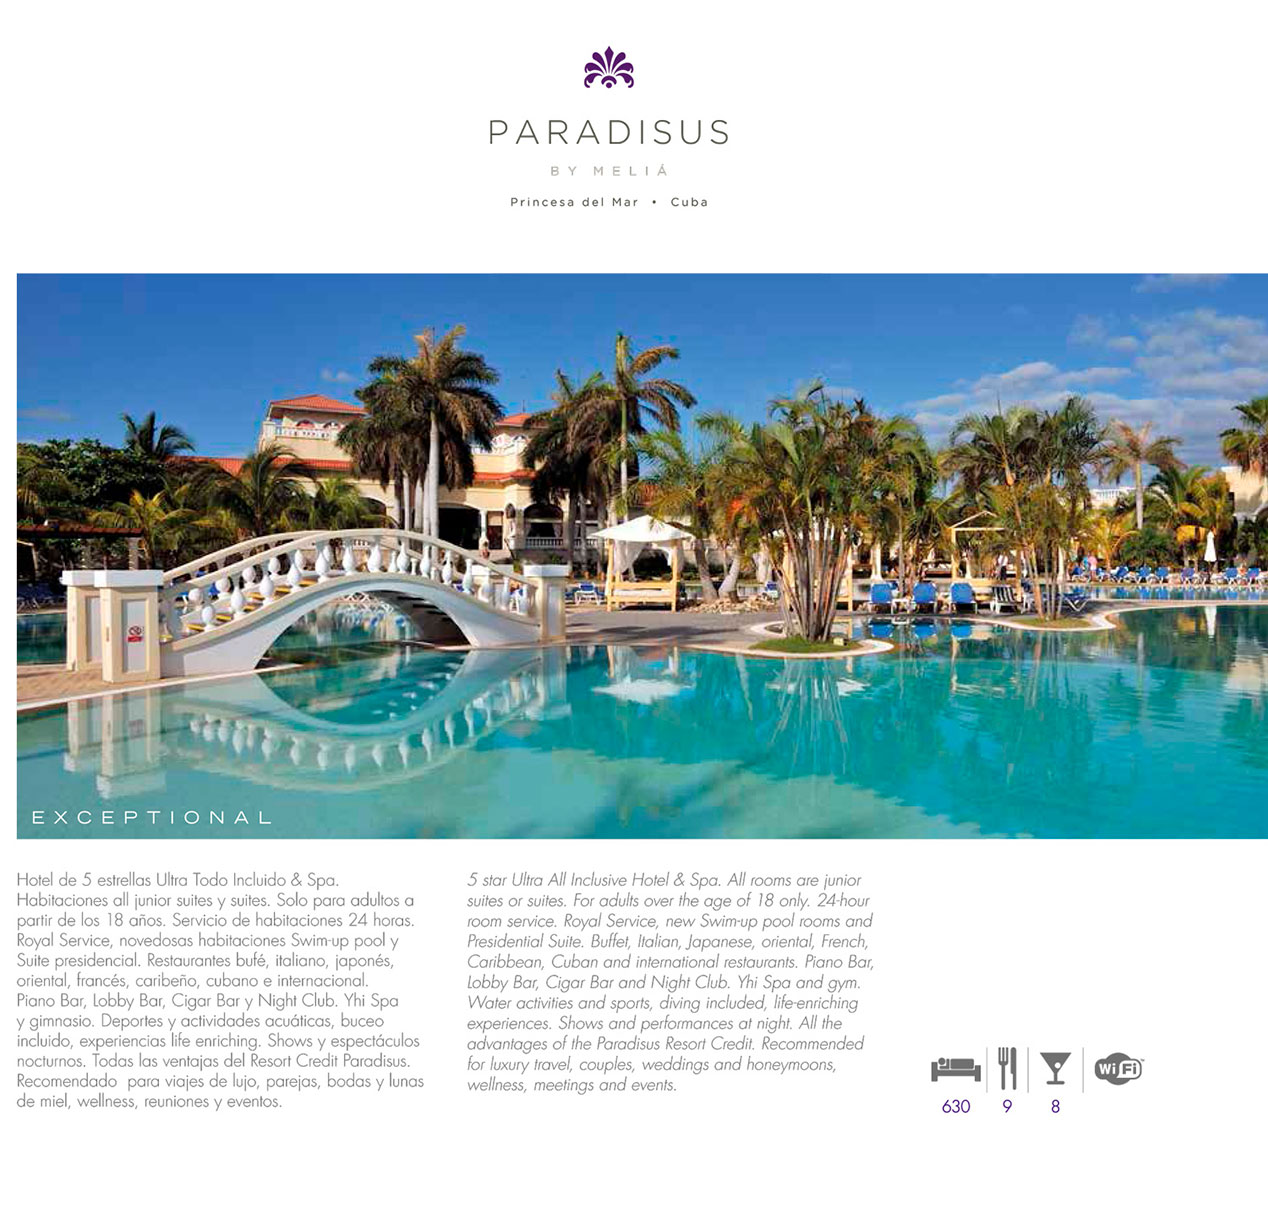 PARADISUS
BY MELIÁ
Princesa del Mar • Cuba
EXCEPTIONAL
Hotel de 5 estrellas Ultra Todo Incluido & Spa.
Habitaciones all junior suites y suites. Solo para adultos a
partir de los 18 años. Servicio de habitaciones 24 horas.
Royal Service, novedosas habitaciones Swim-up pool y
Suite presidencial. Restaurantes bufé, italiano, japonés,
oriental, francés, caribeño, cubano e internacional.
Piano Bar, Lobby Bar, Cigar Bar y Night Club. Yhi Spa
y gimnasio. Deportes y actividades acuáticas, buceo
incluido, experiencias life enriching. Shows y espectáculos
nocturnos. Todas las ventajas del Resort Credit Paradisus.
Recomendado para viajes de lujo, parejas, bodas y lunas
de miel, wellness, reuniones y eventos.
5 star Ultra All Inclusive Hotel & Spa. All rooms are junior
suites or suites. For adults over the age of 18 only. 24-hour
room service. Royal Service, new Swim-up pool rooms and
Presidential Suite. Buffet, Italian, Japanese, oriental, French,
Caribbean, Cuban and international restaurants. Piano Bar,
Lobby Bar, Cigar Bar and Night Club. Yhi Spa and gym.
Water activities and sports, diving included, life-enriching
experiences. Shows and performances at night. All the
advantages of the Paradisus Resort Credit. Recommended
for luxury travel, couples, weddings and honeymoons,
wellness, meetings and events.
Wi Fi
630 9 8